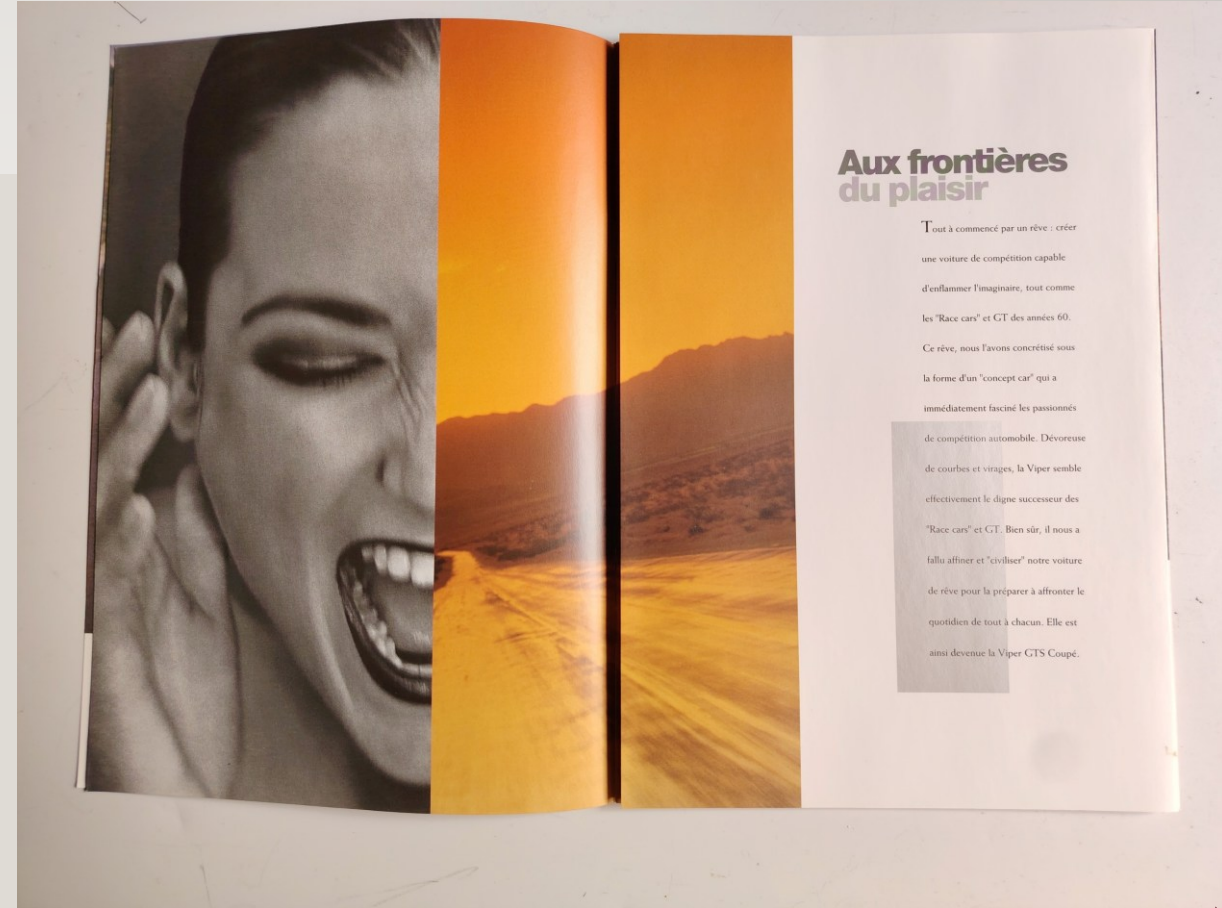 Aux frontières
du plaisir
Tout à commencé par un rêve : créer
une voiture de compétition capable
d'enflammer l'imaginaire, tout comme
les "Race cars" et GT des années 60.
Ce rêve, nous l'avons concrétisé sous
la forme d'un "concept car" qui a
immédiatement fasciné les passionnés
de compétition automobile. Dévoreuse
de courbes et virages, la Viper semble
effectivement le digne successeur des
"Race cars" et GT. Bien sûr, il nous a
fallu affiner et "civiliser" notre voiture
de rêve pour la préparer à affronter le
quotidien de tout à chacun. Elle est
ainsi devenue la Viper GTS Coupé.